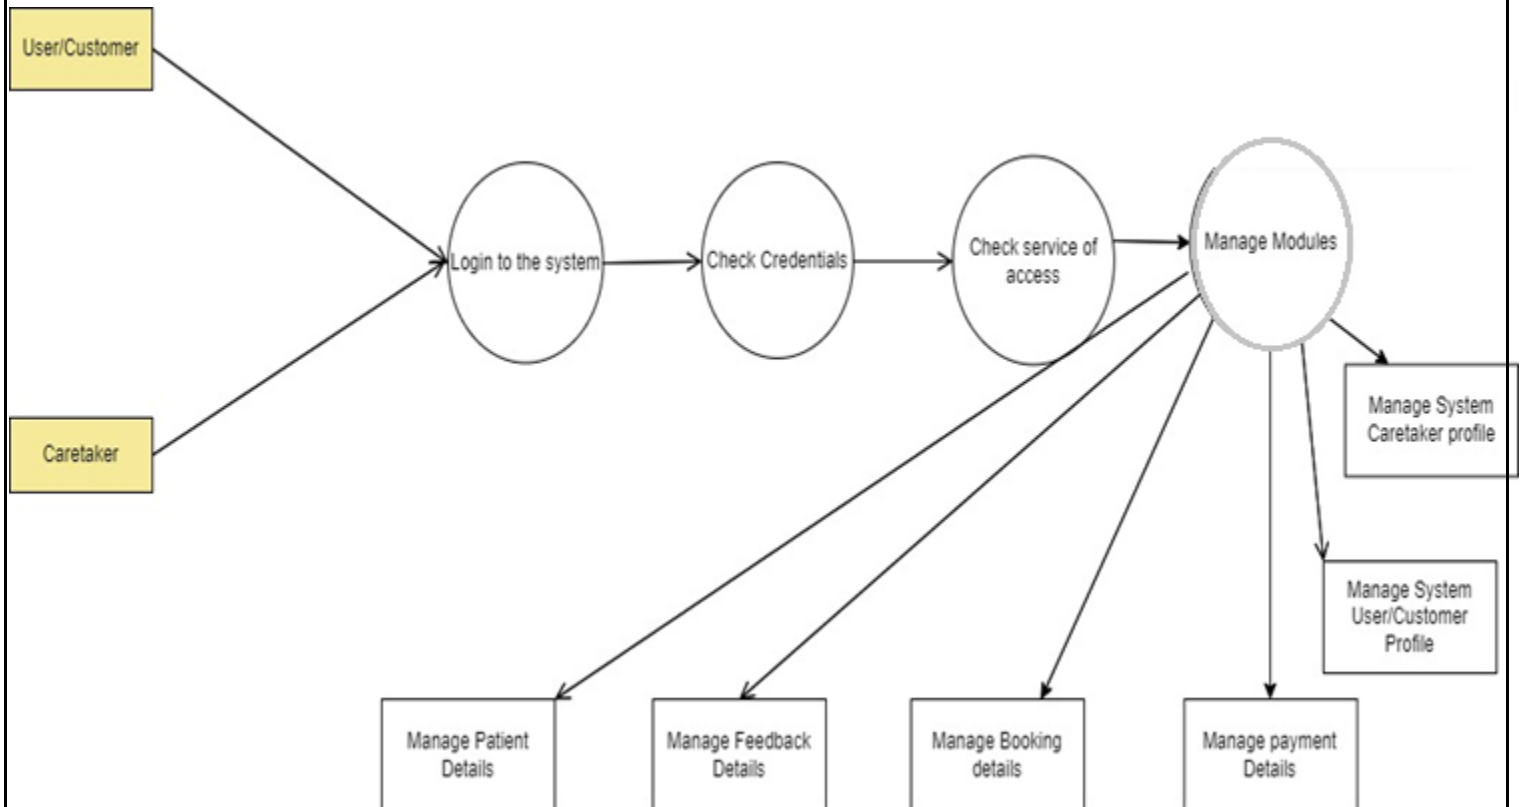 User/Customer
Login to the system
Check Credentials
Check service of
access
Manage Modules
Caretaker
Manage System
Caretaker profile
Manage System
User/Customer
Profile
Manage Patient
Details
Manage Feedback
Details
Manage Booking
details
Manage payment
Details